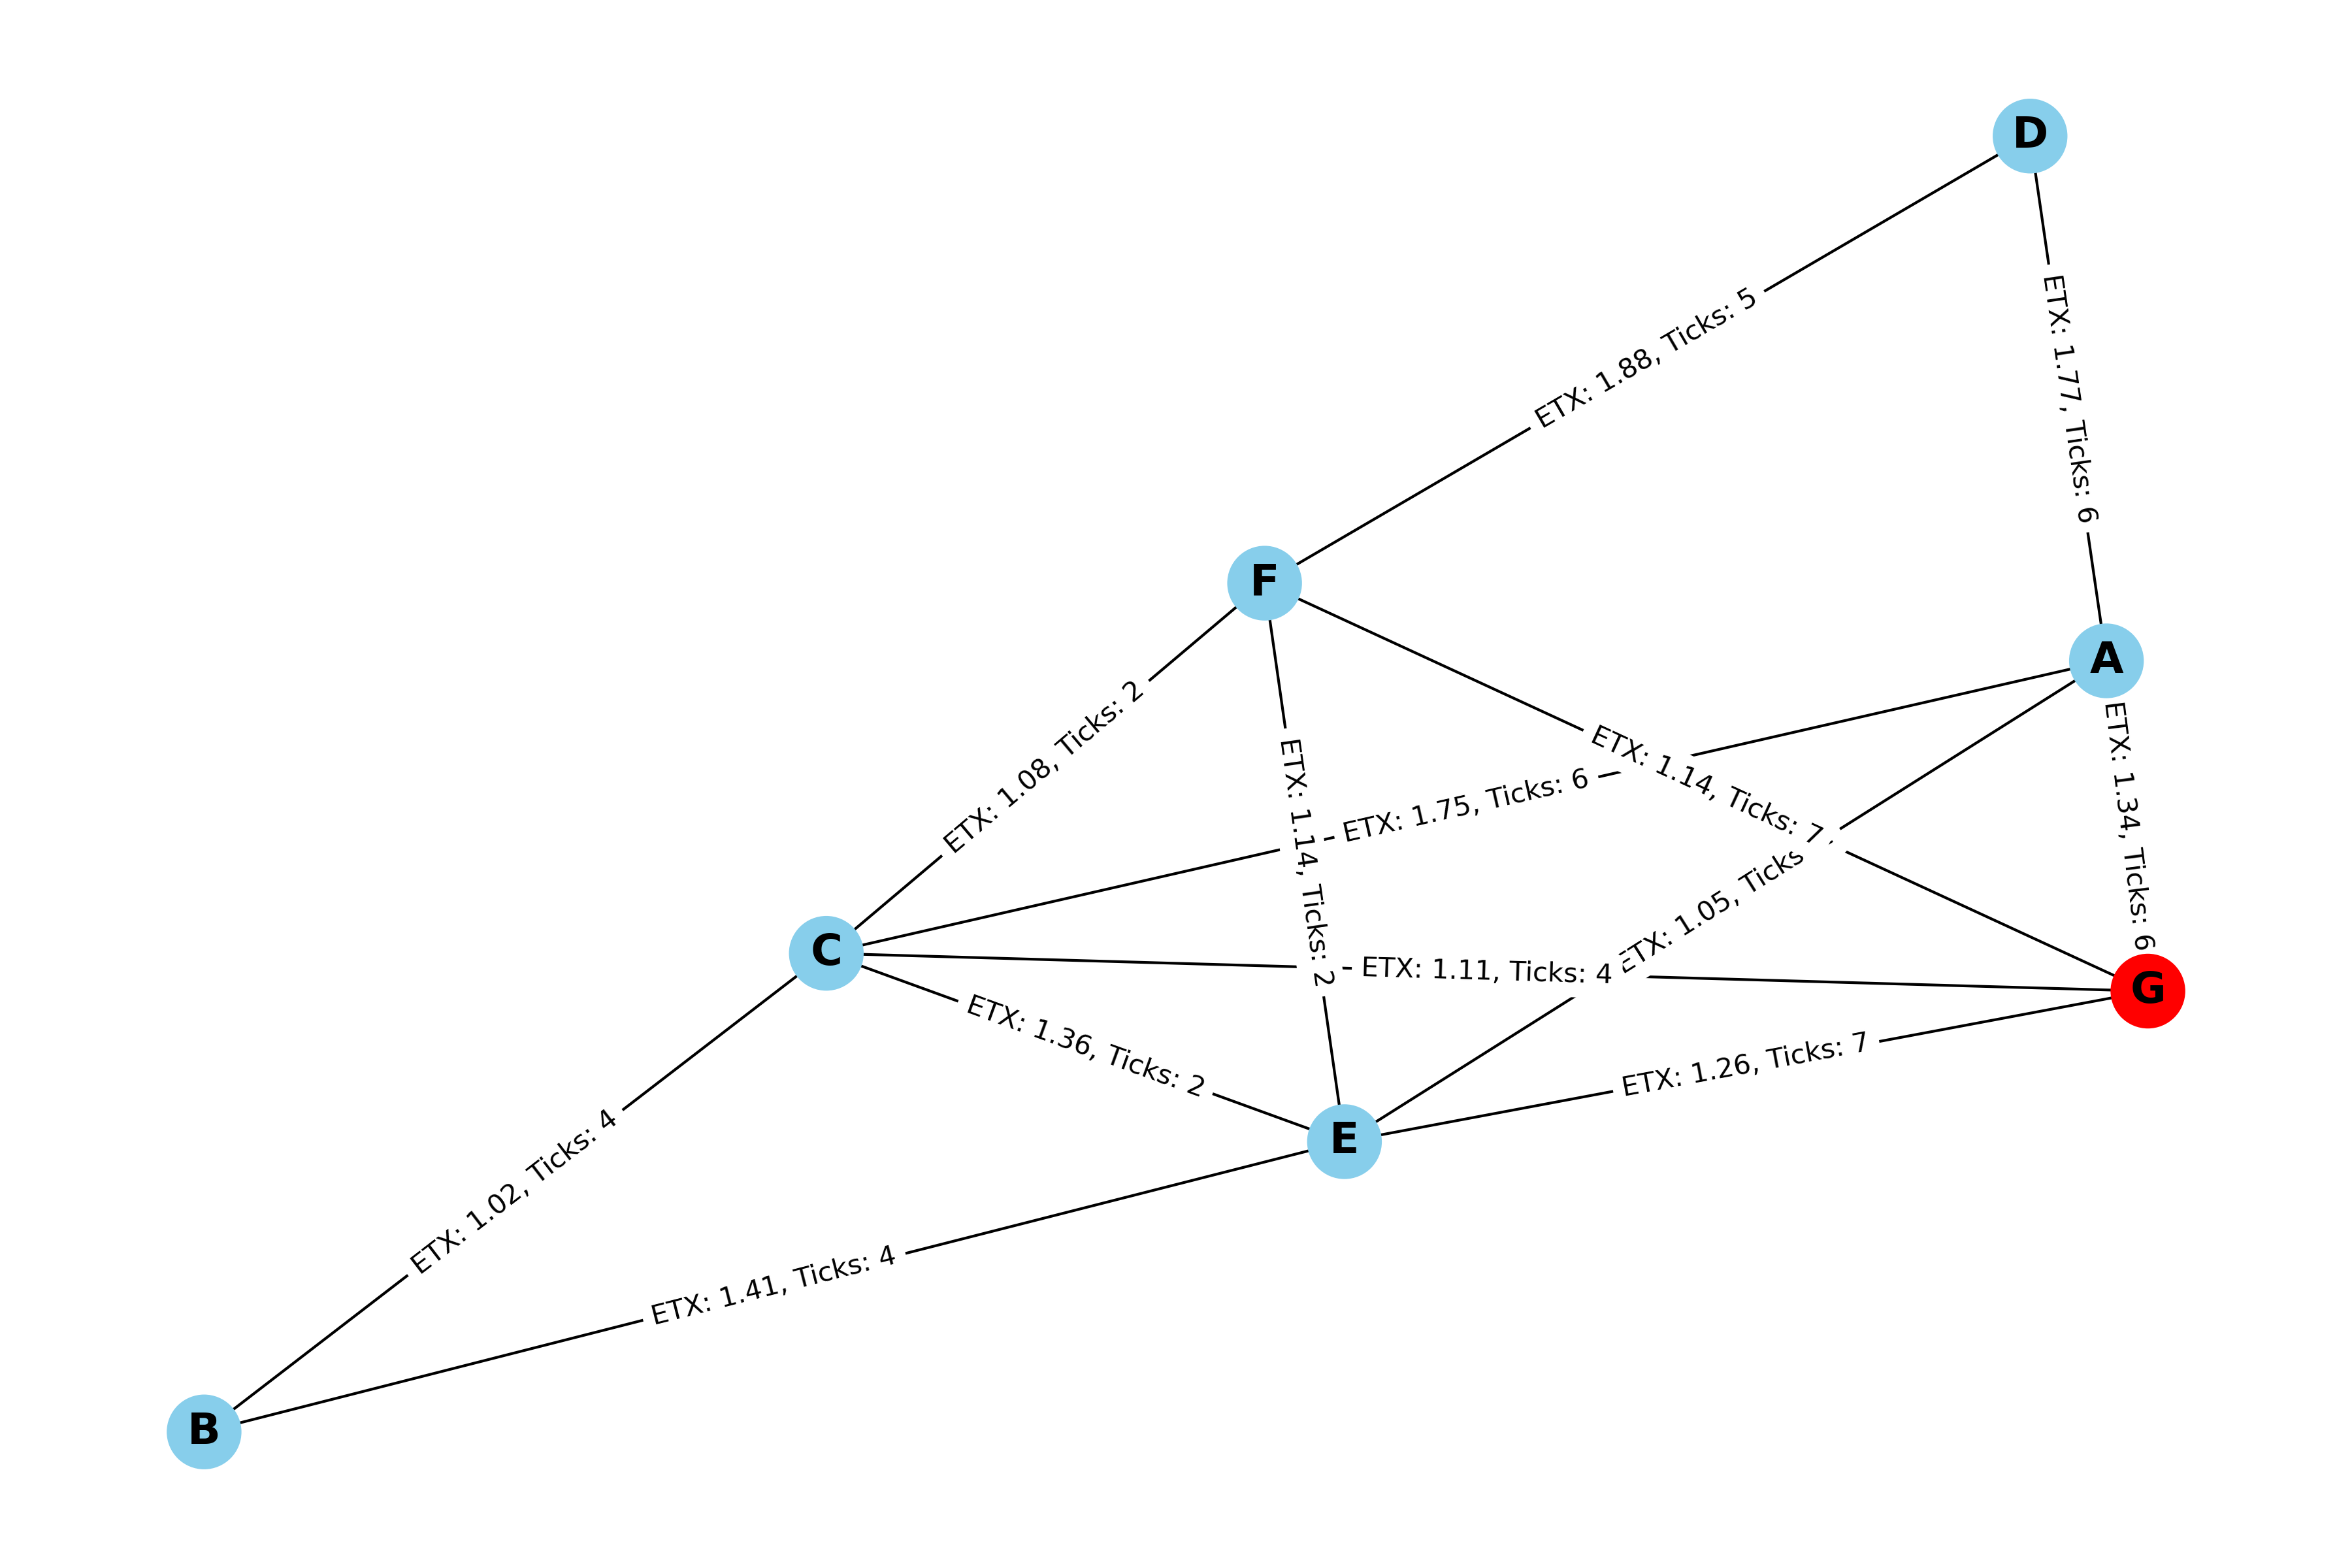 D
ETX: 1.88, Ticks: 5
ETX: 1.77, Ticks: 6
F
A
ETX: 1.08, Ticks: 2
ETX: 1.14, Ticks: 2
ETX: 1.75, Ticks: 6
ETX: 1.14, Ticks: 7
ETX: 1.34, Ticks: 6
ETX: 1.05, Ticks
C
ETX: 1.11, Ticks: 4
G
ETX: 1.36, Ticks: 2
ETX: 1.26, Ticks: 7
E
ETX: 1.02, Ticks: 4
ETX: 1.41, Ticks: 4
B